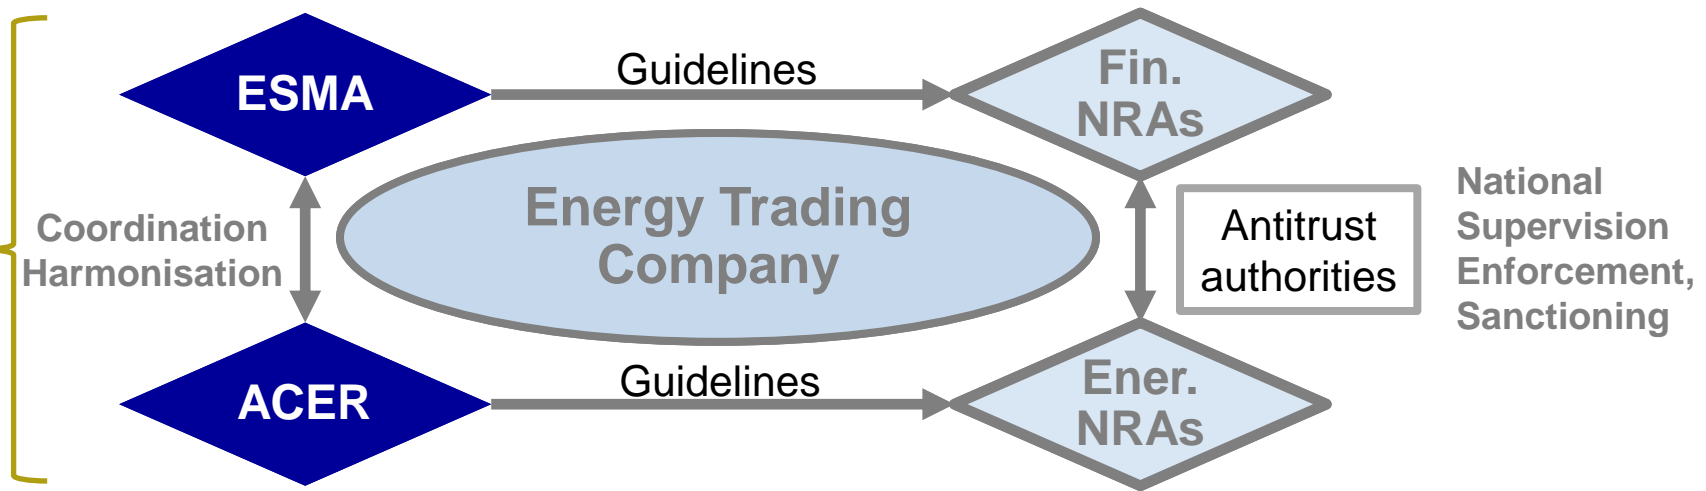 ESMA
Guidelines
Fin.
NRAs
Coordination
Harmonisation
Energy Trading
Company
Antitrust
authorities
National
Supervision
Enforcement,
Sanctioning
ACER
Guidelines
Ener.
NRAs